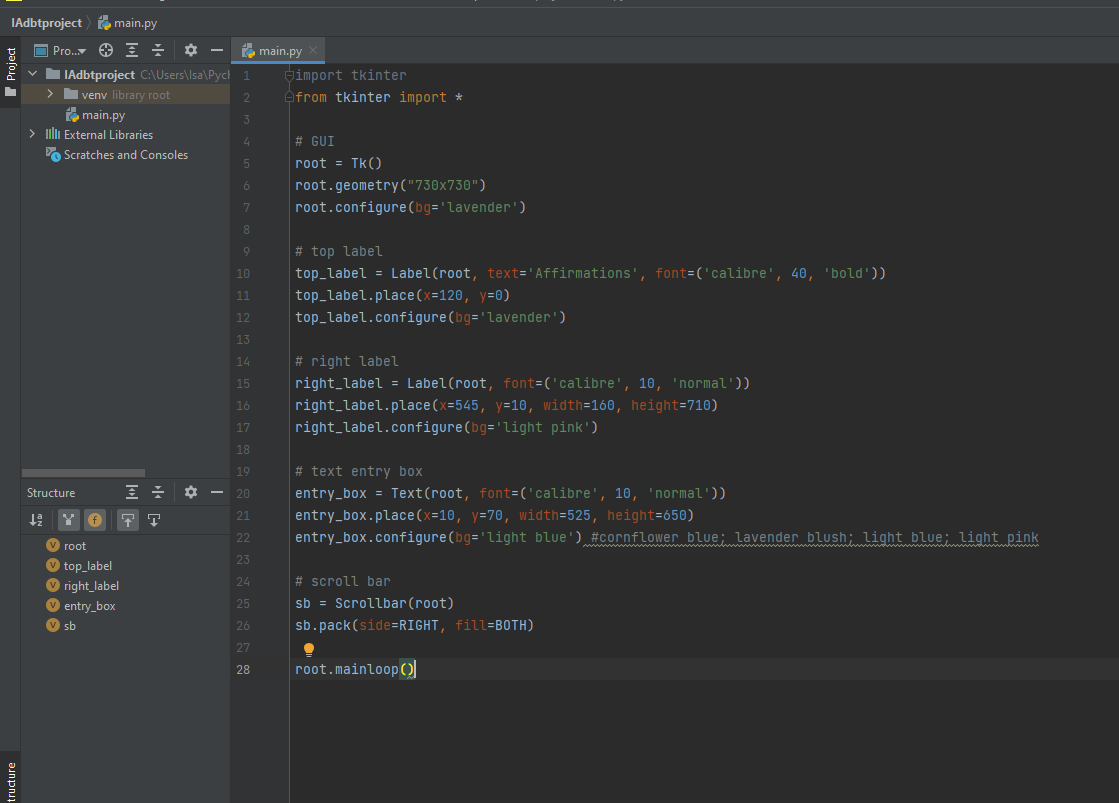 IAdbtproject
main.py
Project
Pro...
main.py
IAdbtproject C:\Users\Isa\Pych
venv library root
main.py
External Libraries
Scratches and Consoles
1 import tkinter
2 from tkinter import *
3
4 # GUI
5 root = Tk()
6 root.geometry("730x730")
7 root.configure(bg='lavender')
8
9 # top label
10 top_label = Label(root, text='Affirmations', font=('calibre', 40, 'bold'))
11 top_label.place(x=120, y=0)
12 top_label.configure(bg='lavender')
13
14 # right label
15 right_label = Label(root, font=('calibre', 10, 'normal'))
16 right_label.place(x=545, y=10, width=160, height=710)
17 right_label.configure(bg='light pink')
18
19 # text entry box
20 entry_box = Text(root, font=('calibre', 10, 'normal'))
21 entry_box.place(x=10, y=70, width=525, height=650)
22 entry_box.configure(bg='light blue') #cornflower blue; lavender blush; light blue; light pink
23
24 # scroll bar
25 sb = Scrollbar(root)
26 sb.pack(side=RIGHT, fill=BOTH)
27
28 root.mainloop()
Structure
root
top_label
right_label
entry_box
sb
tructure